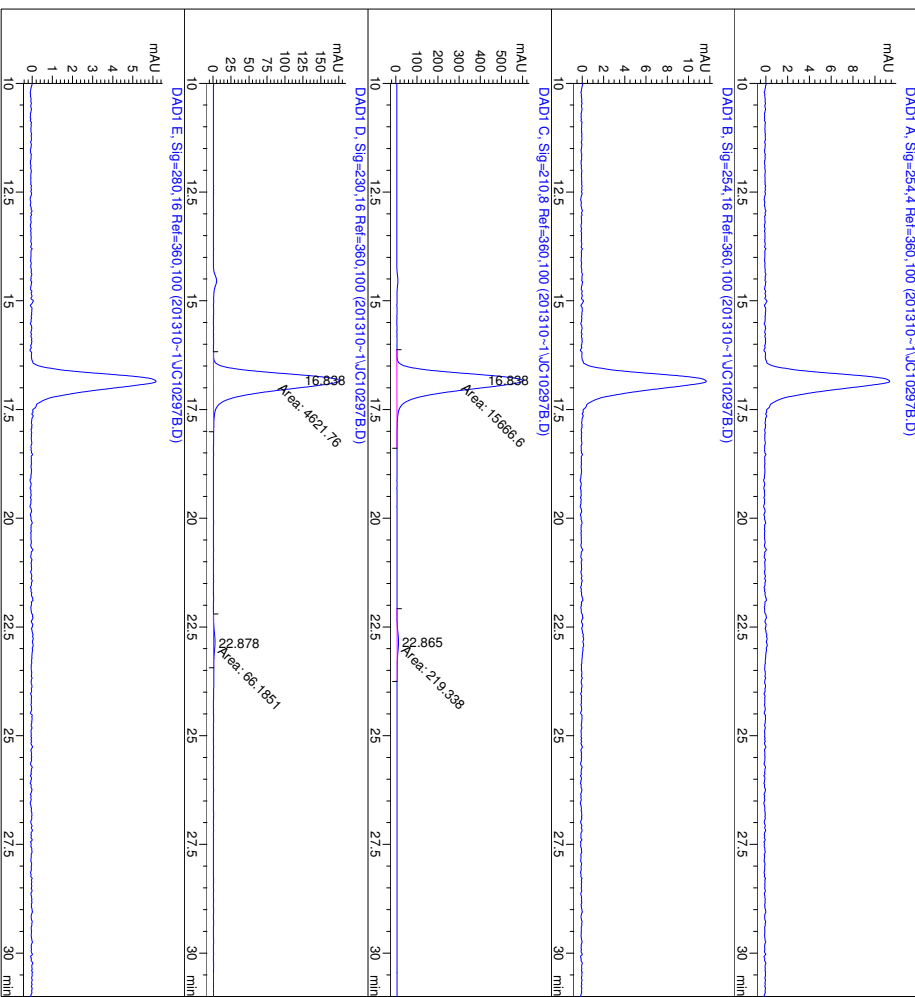 DAD1 A, Sig=254,4 Ref=360,100 (201310~1\JC10297B.D)
mAU
0 2 4 6 8
10 12.5 15 17.5 20 22.5 25 27.5 30 min
DAD1 B, Sig=254,16 Ref=360,100 (201310~1\JC10297B.D)
mAU
0 2 4 6 8 10
10 12.5 15 17.5 20 22.5 25 27.5 30 min
DAD1 C, Sig=210,8 Ref=360,100 (201310~1\JC10297B.D)
mAU
0 100 200 300 400 500
16.838
Area: 15666.6
22.865
Area: 219.338
10 12.5 15 17.5 20 22.5 25 27.5 30 min
DAD1 D, Sig=230,16 Ref=360,100 (201310~1\JC10297B.D)
mAU
0 25 50 75 100 125 150
16.838
Area: 4621.76
22.878
Area: 66.1851
10 12.5 15 17.5 20 22.5 25 27.5 30 min
DAD1 E, Sig=280,16 Ref=360,100 (201310~1\JC10297B.D)
mAU
0 1 2 3 4 5
10 12.5 15 17.5 20 22.5 25 27.5 30 min